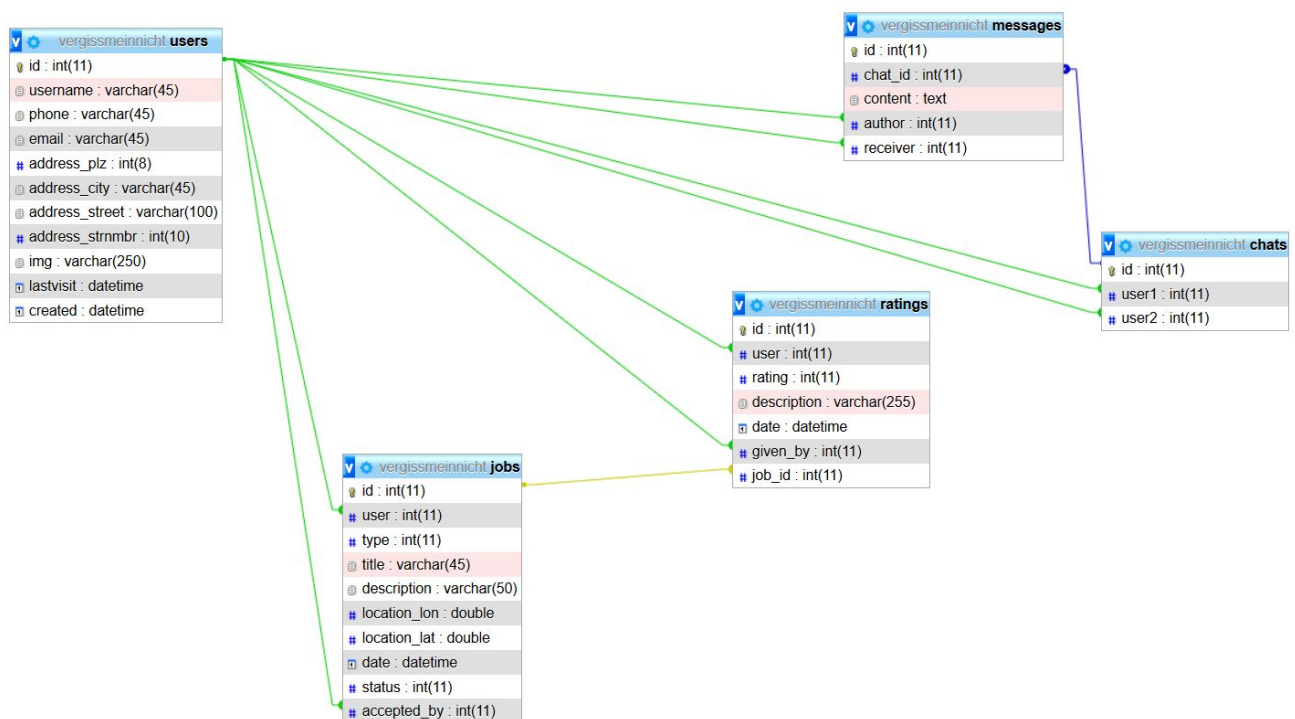 vergissmeinnicht users
id : int(11)
username : varchar(45)
phone : varchar(45)
email : varchar(45)
address_plz : int(8)
address_city : varchar(45)
address_street : varchar(100)
address_strnmbr : int(10)
img : varchar(250)
lastvisit : datetime
created : datetime
vergissmeinnicht messages
id : int(11)
chat_id : int(11)
content : text
author : int(11)
receiver : int(11)
vergissmeinnicht chats
id : int(11)
user1 : int(11)
user2 : int(11)
vergissmeinnicht ratings
id : int(11)
user : int(11)
rating : int(11)
description : varchar(255)
date : datetime
given_by : int(11)
job_id : int(11)
vergissmeinnicht jobs
id : int(11)
user : int(11)
type : int(11)
title : varchar(45)
description : varchar(50)
location_lon : double
location_lat : double
date : datetime
status : int(11)
accepted_by : int(11)